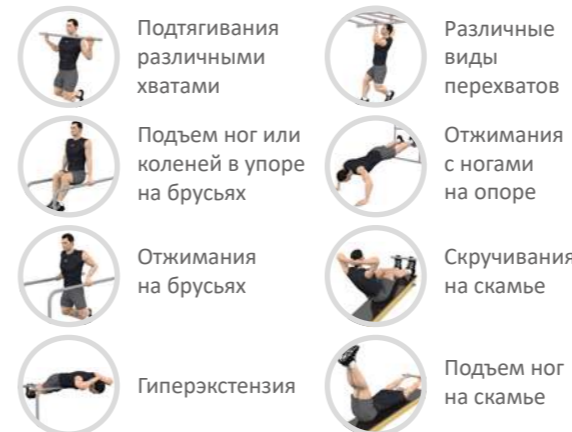 Подтягивания
различными
хватами
Различные
виды
перехватов
Подъем ног или
коленей в упоре
на брусьях
Отжимания
с ногами
на опоре
Отжимания
на брусьях
Скручивания
на скамье
Гиперэкстензия
Подъем ног
на скамье